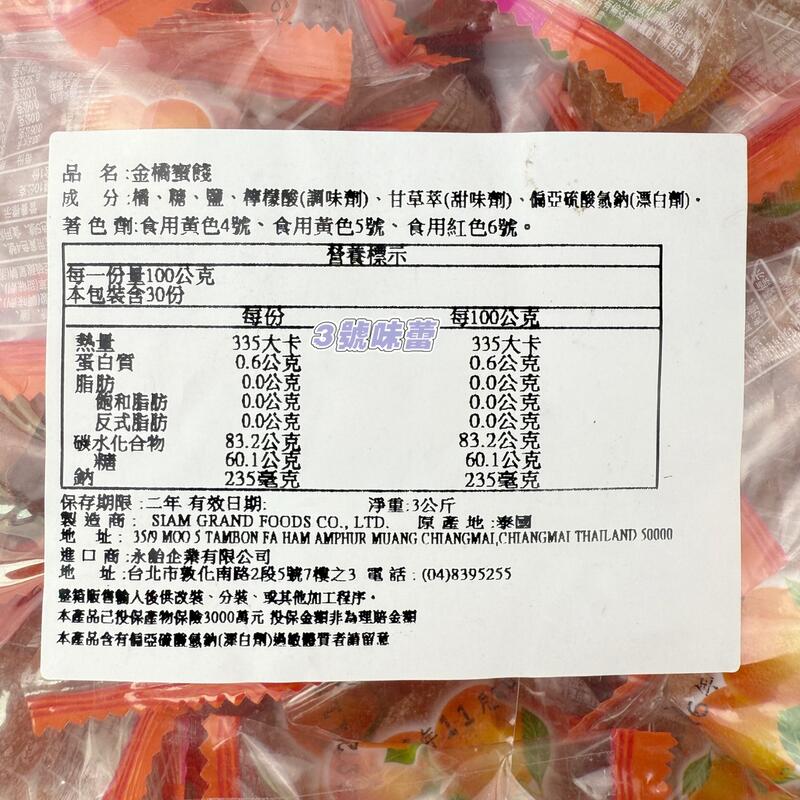 品 名:金橘蜜餞
成 分:橘、糖、鹽、檸檬酸(調味劑)、甘草萃(甜味劑)、偏亞硫酸氫鈉(漂白劑)。
著色劑:食用黃色4號、食用黃色5號、食用紅色6號。
營養標示
每一份量100公克
本包裝含30份
每份 每100公克
3號味蕾
熱量 335大卡 335大卡
蛋白質 0.6公克 0.6公克
脂肪 0.0公克 0.0公克
飽和脂肪 0.0公克 0.0公克
反式脂肪 0.0公克 0.0公克
碳水化合物 83.2公克 83.2公克
糖 60.1公克 60.1公克
鈉 235毫克 235毫克
保存期限:二年 有效日期: 淨重:3公斤
製造商: SIAM GRAND FOODS CO., LTD. 原產地:泰國
地 址: 35/9 MOO 5 TAMBON FA HAM AMPHUR MUANG CHIANGMAI,CHIANGMAI THAILAND 50000
進口商:永飴企業有限公司
地 址:台北市敦化南路2段5號7樓之3 電話:(04)8395255
整箱販售輸入後供改裝、分裝、或其他加工程序。
本產品已投保產物保險3000萬元 投保金額非為理賠金額
本產品含有偏亞硫酸氫鈉(漂白劑)過敏體質者請留意